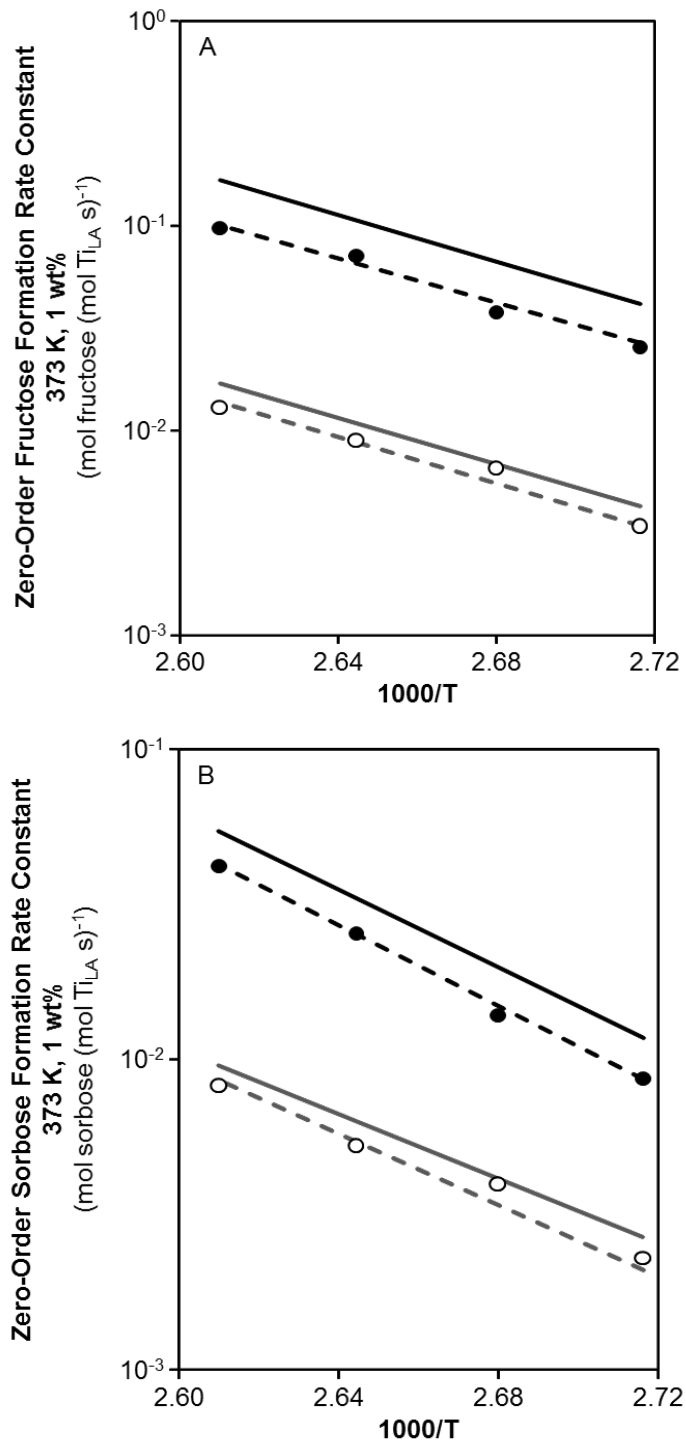 A
Zero-Order Fructose Formation Rate Constant
373 K, 1 wt%
(mol fructose (mol Ti_LA s)⁻¹)
10⁰
10⁻¹
10⁻²
10⁻³
2.60 2.64 2.68 2.72
1000/T
B
Zero-Order Sorbose Formation Rate Constant
373 K, 1 wt%
(mol sorbose (mol Ti_LA s)⁻¹)
10⁻¹
10⁻²
10⁻³
2.60 2.64 2.68 2.72
1000/T